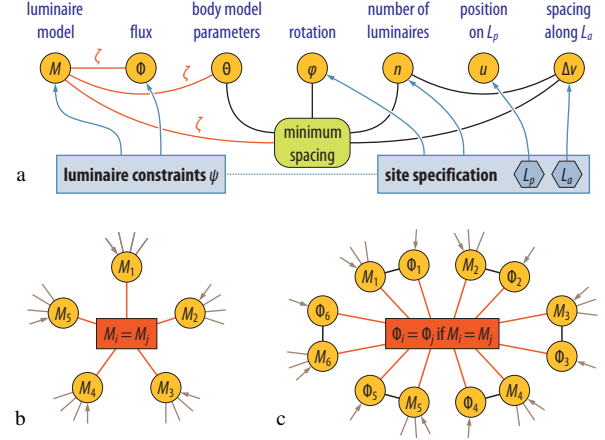 luminaire model
flux
body model parameters
rotation
number of luminaires
position on Lₚ
spacing along Lₐ
ζ
ζ
M
Φ
Θ
φ
n
u
Δv
ζ
minimum spacing
a
luminaire constraints ψ
site specification
Lₚ
Lₐ
M₁
M₅
M₂
Mᵢ = Mⱼ
M₄
M₃
b
M₁
Φ₁
M₂
Φ₂
Φ₆
M₃
Φᵢ = Φⱼ if Mᵢ = Mⱼ
M₆
Φ₃
Φ₅
M₅
Φ₄
M₄
c